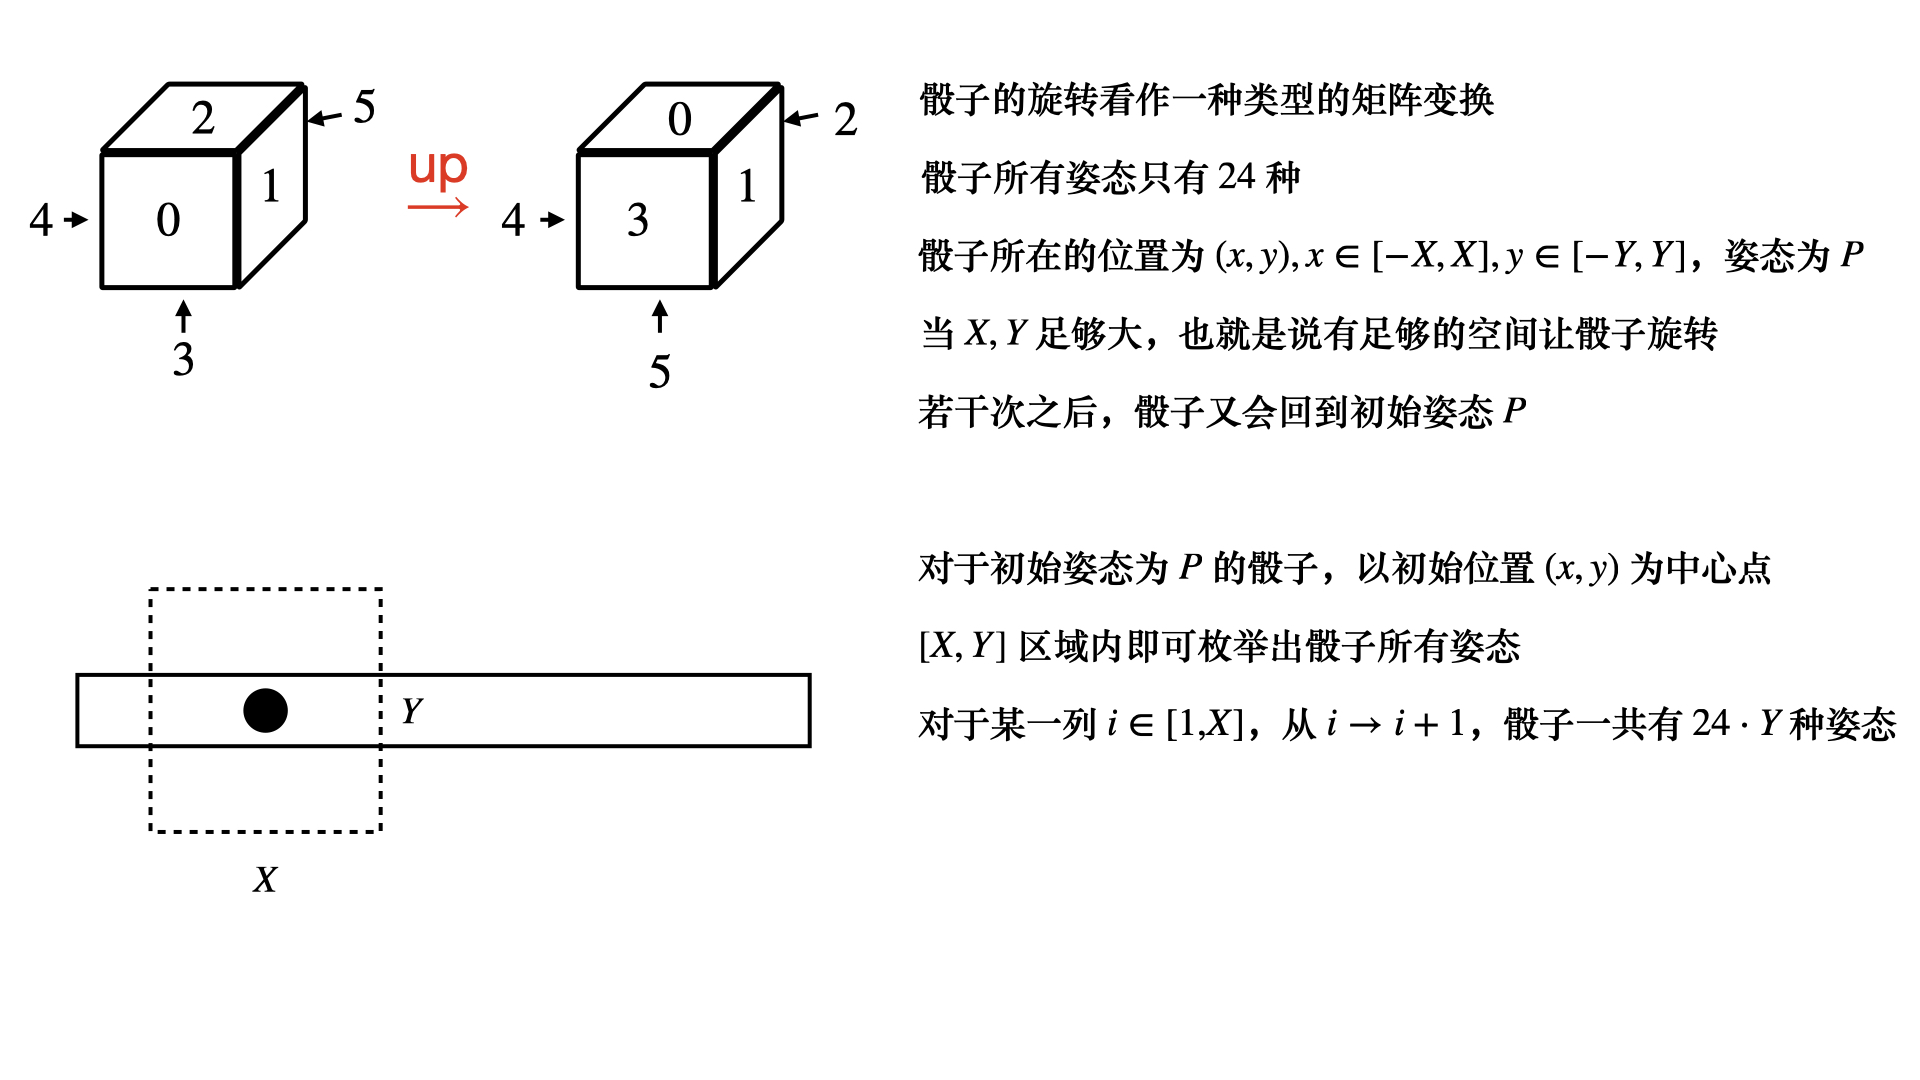 2
5
4
0
1
3
up
0
2
4
3
1
5
骰子的旋转看作一种类型的矩阵变换
骰子所有姿态只有 24 种
骰子所在的位置为 (x, y), x ∈ [−X, X], y ∈ [−Y, Y]，姿态为 P
当 X, Y 足够大，也就是说有足够的空间让骰子旋转
若干次之后，骰子又会回到初始姿态 P
对于初始姿态为 P 的骰子，以初始位置 (x, y) 为中心点
[X, Y] 区域内即可枚举出骰子所有姿态
对于某一列 i ∈ [1,X]，从 i → i + 1，骰子一共有 24 · Y 种姿态
Y
X